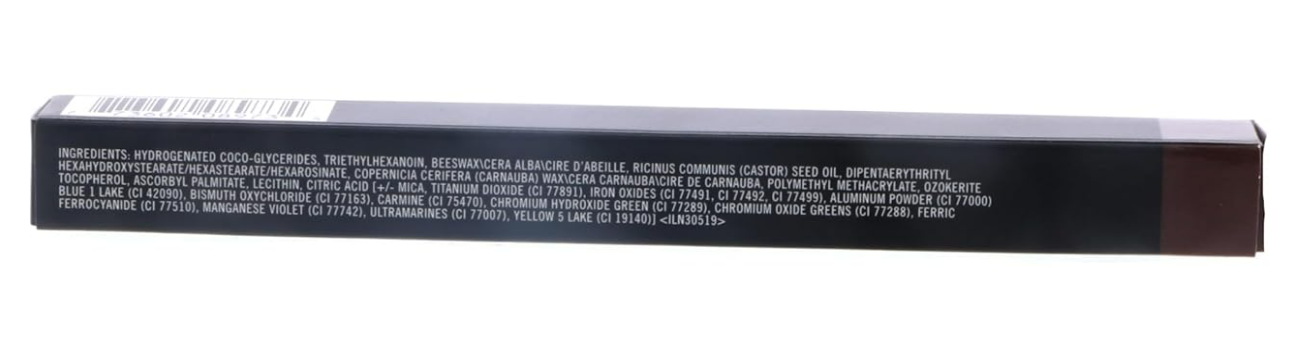 INGREDIENTS: HYDROGENATED COCO-GLYCERIDES, TRIETHYLHEXANOIN, BEESWAX\CERA ALBA\CIRE D'ABEILLE, RICINUS COMMUNIS (CASTOR) SEED OIL, DIPENTAERYTHRITYL
HEXAHYDROXYSTEARATE/HEXASTEARATE/HEXAROSINATE, COPERNICIA CERIFERA (CARNAUBA) WAX\CERA CARNAUBA\CIRE DE CARNAUBA, POLYMETHYL METHACRYLATE, OZOKERITE
TOCOPHEROL, ASCORBYL PALMITATE, LECITHIN, CITRIC ACID [+/- MICA, TITANIUM DIOXIDE (CI 77891), IRON OXIDES (CI 77491, CI 77492, CI 77499), ALUMINUM POWDER (CI 77000)
BLUE 1 LAKE (CI 42090), BISMUTH OXYCHLORIDE (CI 77163), CARMINE (CI 75470), CHROMIUM HYDROXIDE GREEN (CI 77289), CHROMIUM OXIDE GREENS (CI 77288), FERRIC
FERROCYANIDE (CI 77510), MANGANESE VIOLET (CI 77742), ULTRAMARINES (CI 77007), YELLOW 5 LAKE (CI 19140)] <ILN30519>